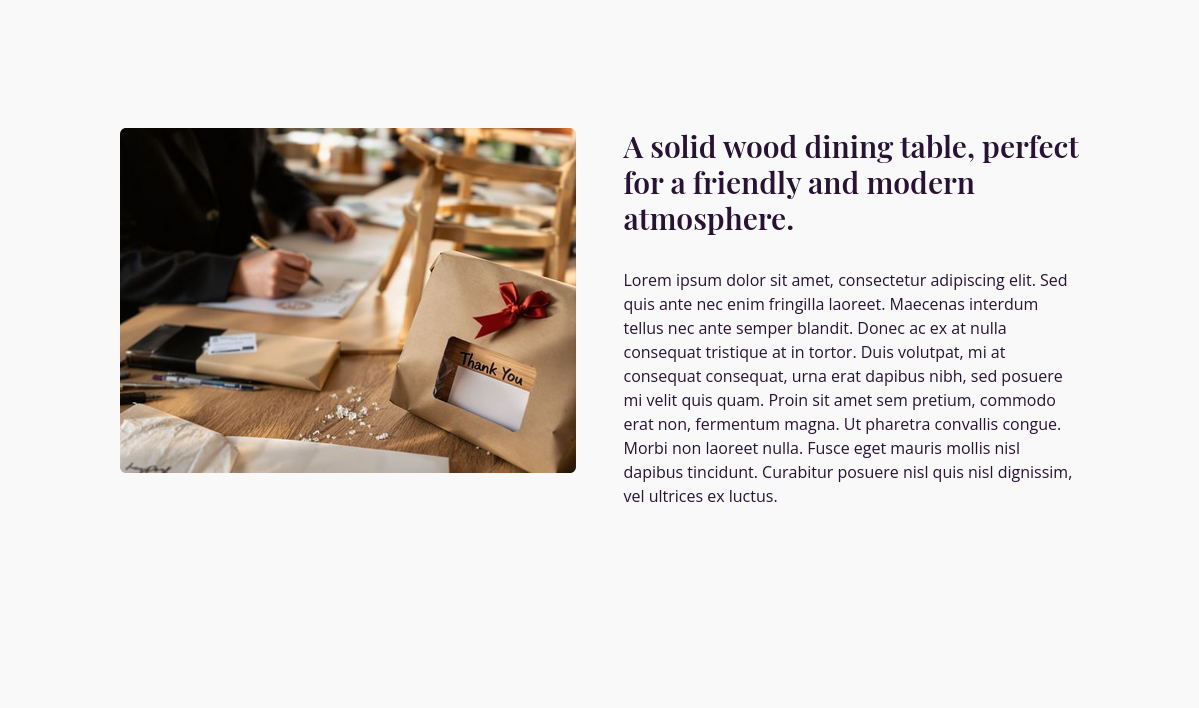 A solid wood dining table, perfect
for a friendly and modern
atmosphere.
Lorem ipsum dolor sit amet, consectetur adipiscing elit. Sed
quis ante nec enim fringilla laoreet. Maecenas interdum
tellus nec ante semper blandit. Donec ac ex at nulla
consequat tristique at in tortor. Duis volutpat, mi at
consequat consequat, urna erat dapibus nibh, sed posuere
mi velit quis quam. Proin sit amet sem pretium, commodo
erat non, fermentum magna. Ut pharetra convallis congue.
Morbi non laoreet nulla. Fusce eget mauris mollis nisl
dapibus tincidunt. Curabitur posuere nisl quis nisl dignissim,
vel ultrices ex luctus.
Thank You